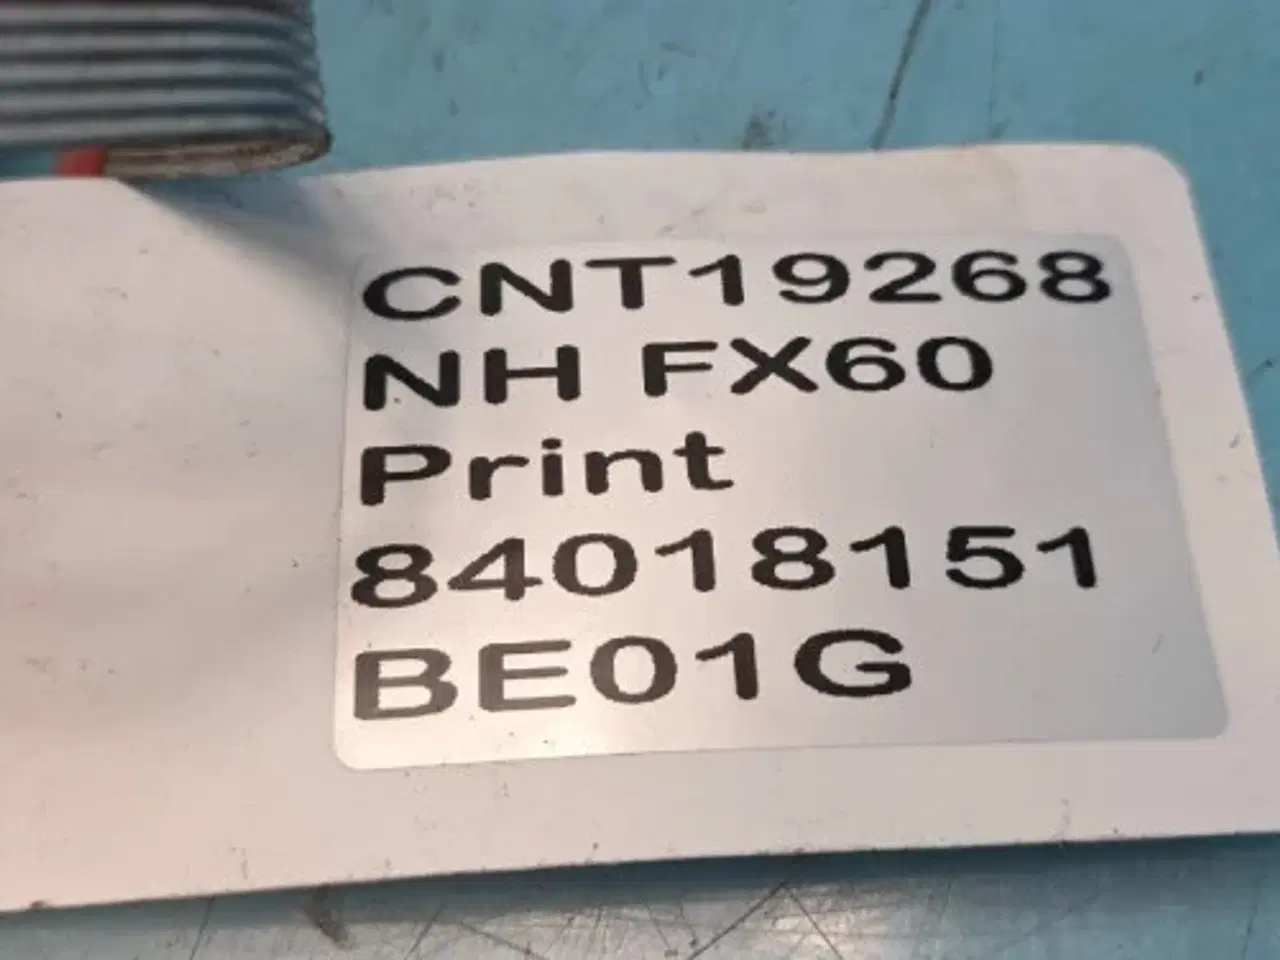 CNT19268
NH FX60
Print
84018151
BE01G